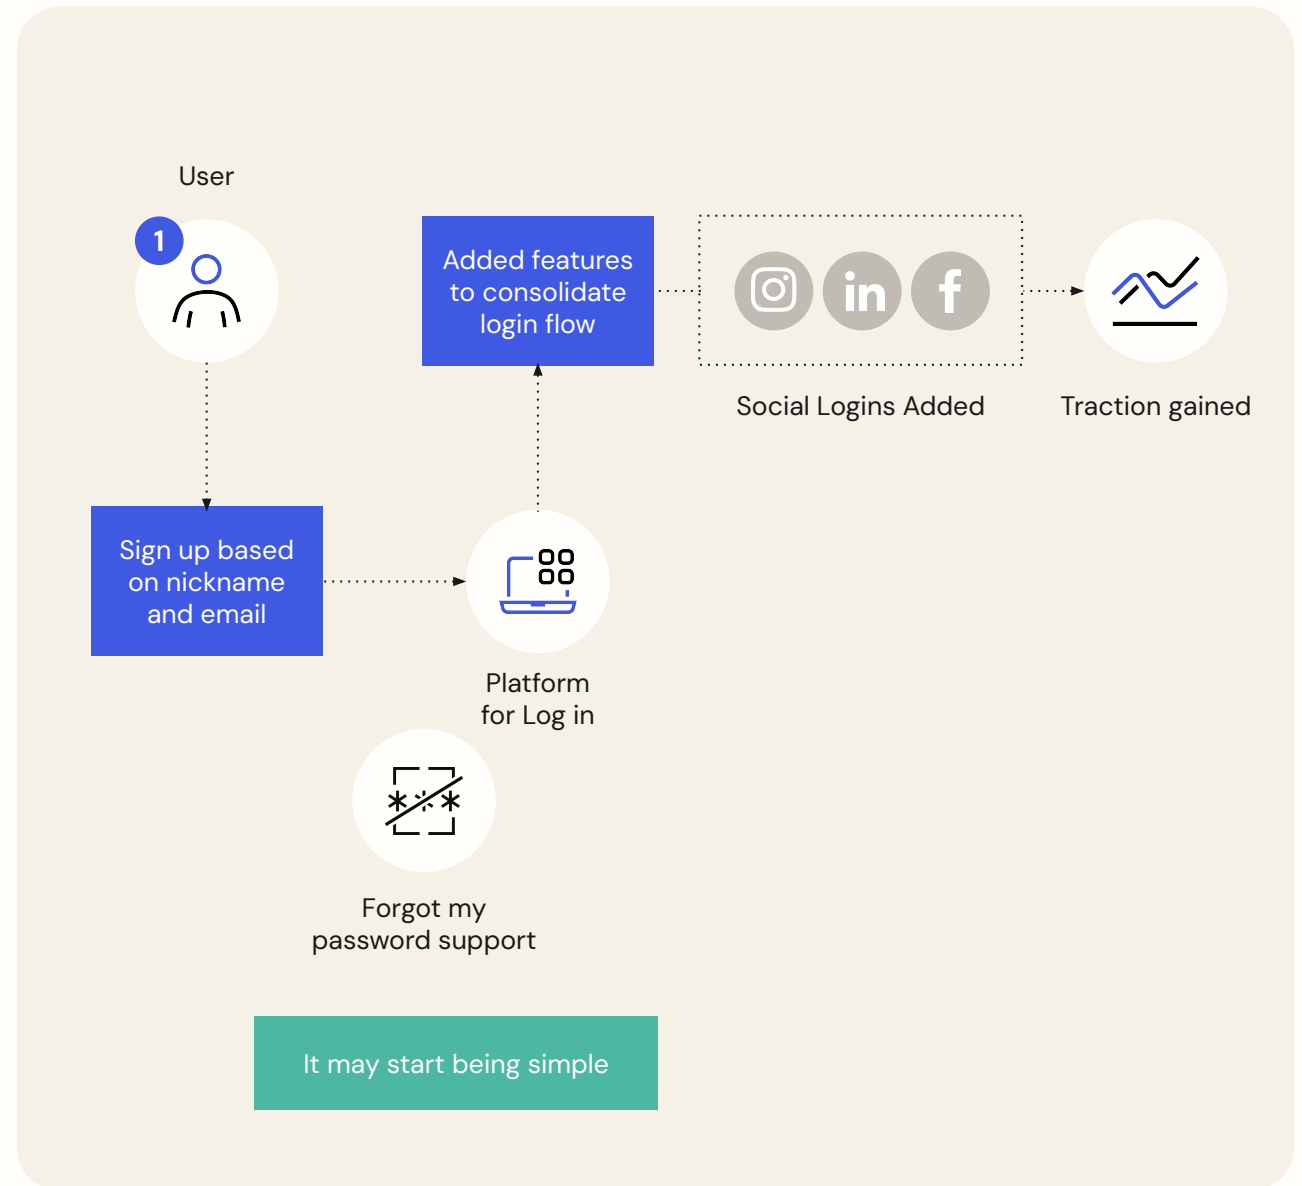 User
1
Added features
to consolidate
login flow
in
f
Social Logins Added
Traction gained
Sign up based
on nickname
and email
Platform
for Log in
Forgot my
password support
It may start being simple